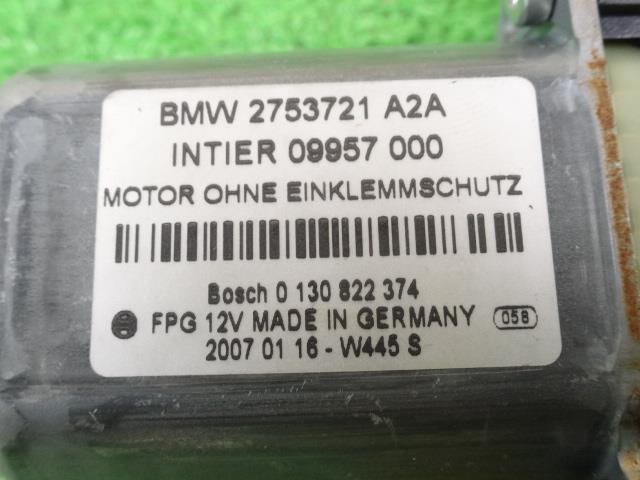 BMW 2753721 A2A
INTIER 09957 000
MOTOR OHNE EINKLEMMSCHUTZ
Bosch 0 130 822 374
FPG 12V MADE IN GERMANY 058
2007 01 16 - W445 S